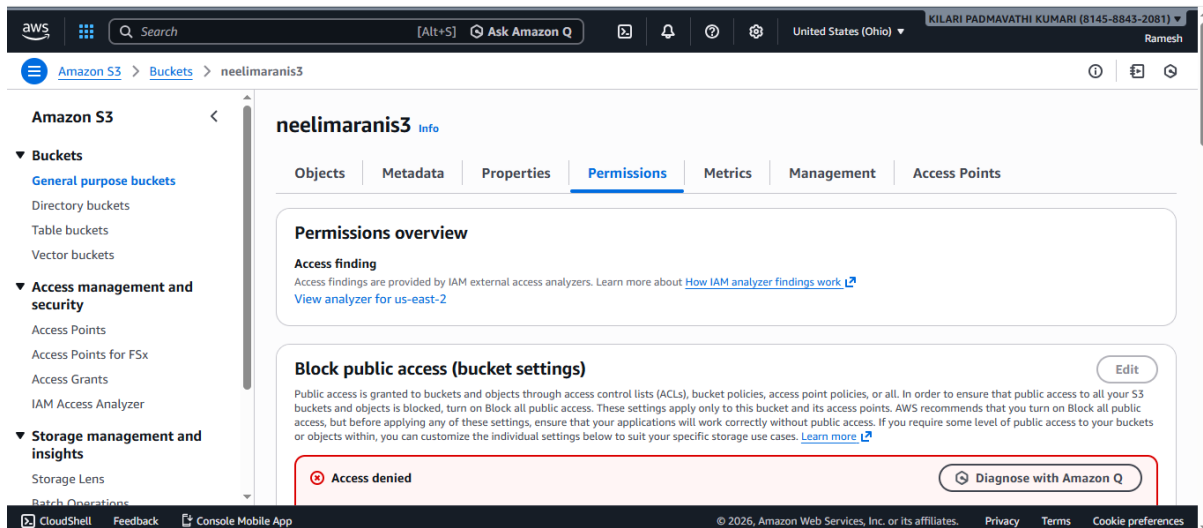 aws
Search [Alt+S] Ask Amazon Q United States (Ohio) ▼ KILARI PADMAVATHI KUMARI (8145-8843-2081) ▼
Ramesh
Amazon S3 > Buckets > neelimaranis3
Amazon S3
Buckets
General purpose buckets
Directory buckets
Table buckets
Vector buckets
Access management and
security
Access Points
Access Points for FSx
Access Grants
IAM Access Analyzer
Storage management and
insights
Storage Lens
Batch Operations
neelimaranis3 Info
Objects Metadata Properties Permissions Metrics Management Access Points
Permissions overview
Access finding
Access findings are provided by IAM external access analyzers. Learn more about How IAM analyzer findings work
View analyzer for us-east-2
Block public access (bucket settings) Edit
Public access is granted to buckets and objects through access control lists (ACLs), bucket policies, access point policies, or all. In order to ensure that public access to all your S3
buckets and objects is blocked, turn on Block all public access. These settings apply only to this bucket and its access points. AWS recommends that you turn on Block all public
access, but before applying any of these settings, ensure that your applications will work correctly without public access. If you require some level of public access to your buckets
or objects within, you can customize the individual settings below to suit your specific storage use cases. Learn more
Access denied Diagnose with Amazon Q
CloudShell Feedback Console Mobile App © 2026, Amazon Web Services, Inc. or its affiliates. Privacy Terms Cookie preferences